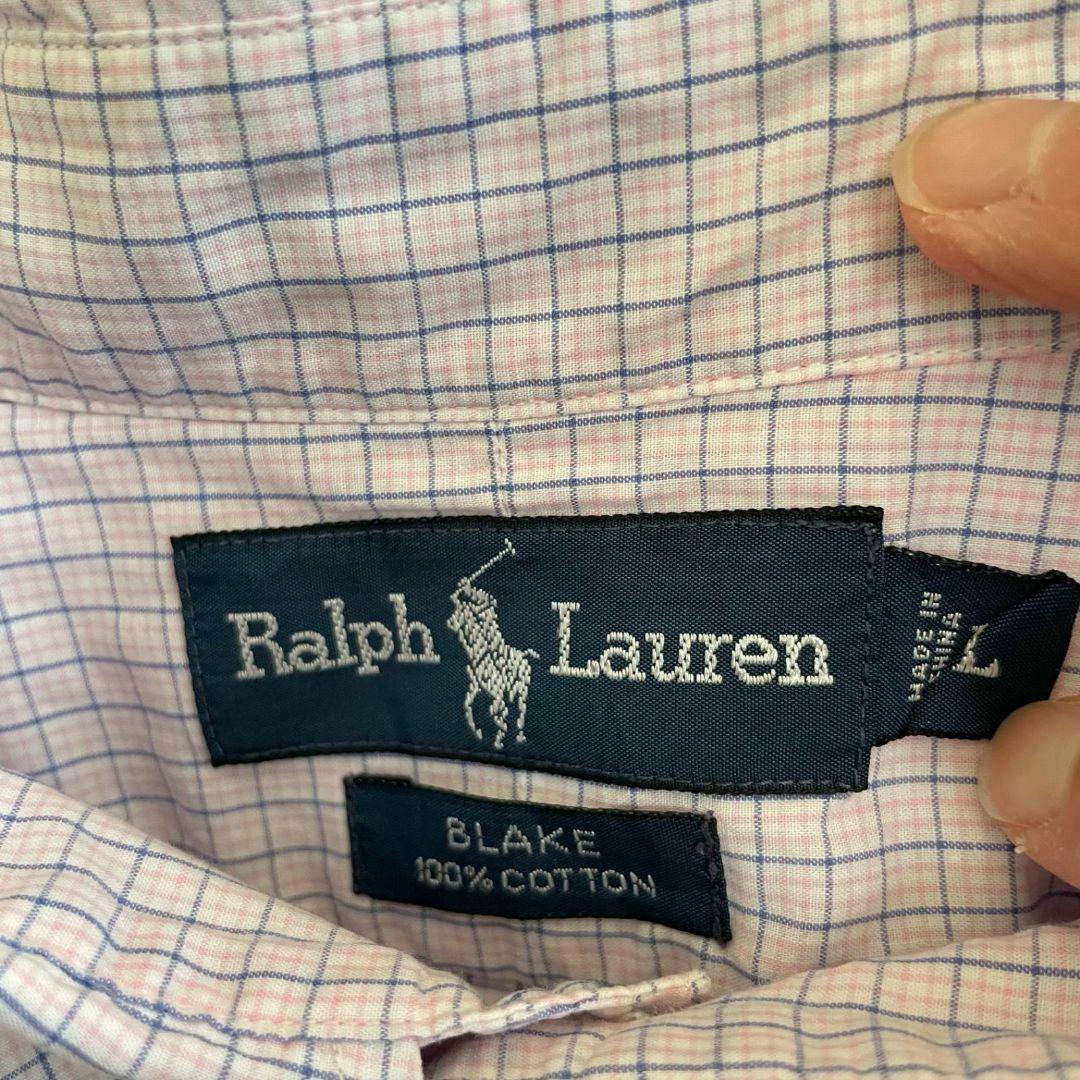 Ralph Lauren
MADE IN
CHINA
L
BLAKE
100% COTTON